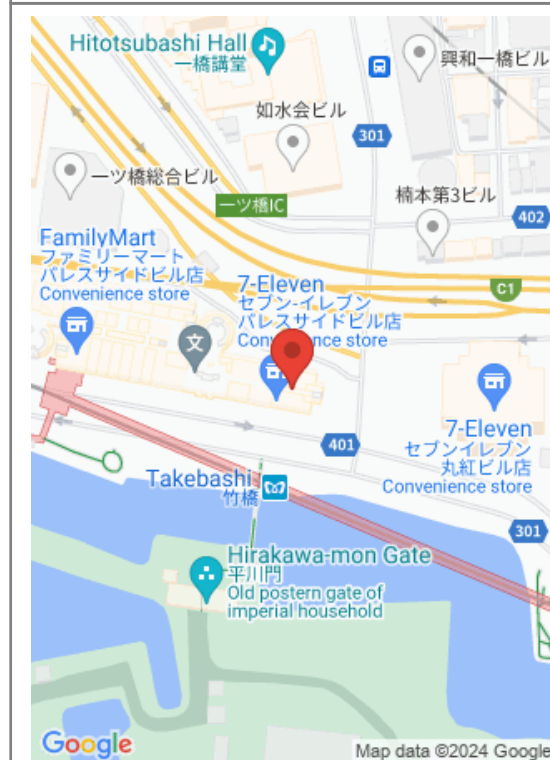 Hitotsubashi Hall
一橋講堂
興和一橋ビル
如水会ビル
301
一ツ橋総合ビル
一ツ橋IC
楠本第3ビル
402
FamilyMart
ファミリーマート
パレスサイドビル店
Convenience store
7-Eleven
セブン-イレブン
パレスサイドビル店
Convenience store
C1
文
7-Eleven
セブンイレブン
丸紅ビル店
Convenience store
401
Takebashi
竹橋
301
Hirakawa-mon Gate
平川門
Old postern gate of
imperial household
Google
Map data ©2024 Google